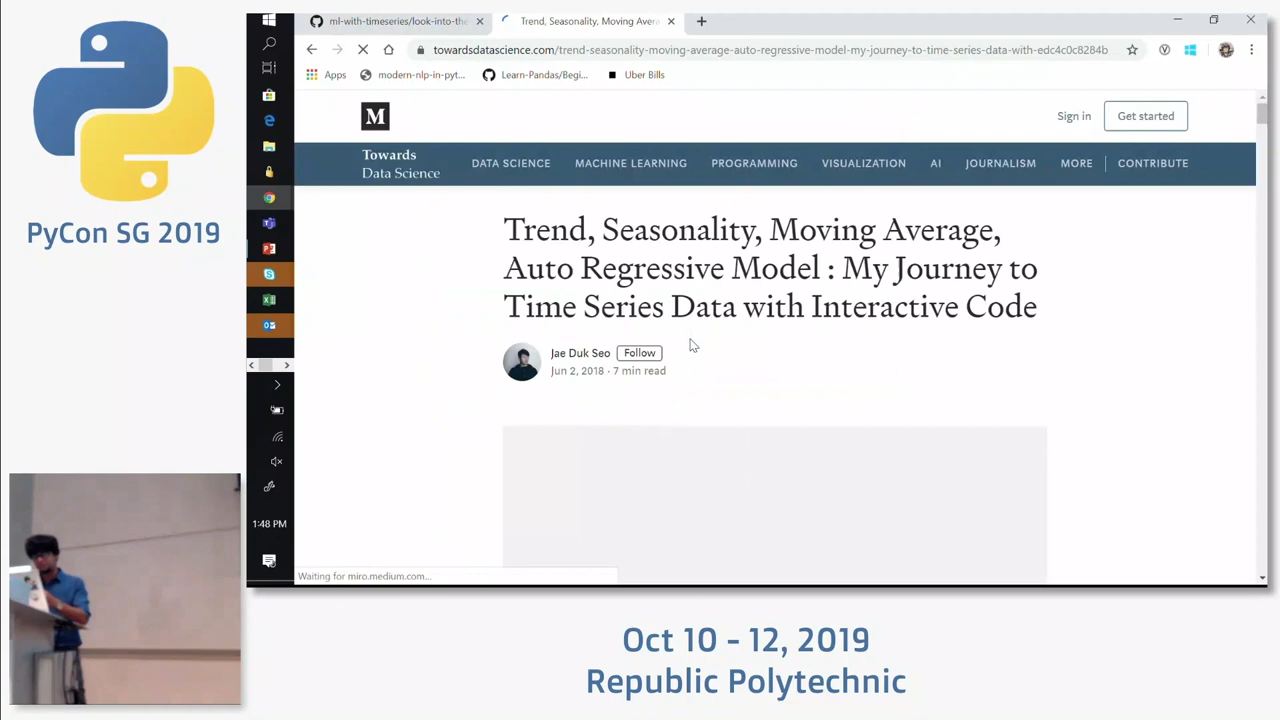 ml-with-timeseries/look-into-the
Trend, Seasonality, Moving Avera
towardsdatascience.com/trend-seasonality-moving-average-auto-regressive-model-my-journey-to-time-series-data-with-edc4c0c8284b
Apps
modern-nlp-in-pyt...
Learn-Pandas/Begi...
Uber Bills
M
Sign in
Get started
Towards
Data Science
DATA SCIENCE
MACHINE LEARNING
PROGRAMMING
VISUALIZATION
AI
JOURNALISM
MORE
CONTRIBUTE
Trend, Seasonality, Moving Average,
Auto Regressive Model : My Journey to
Time Series Data with Interactive Code
Jae Duk Seo
Follow
Jun 2, 2018 · 7 min read
Waiting for miro.medium.com...
1:48 PM
PyCon SG 2019
Oct 10 - 12, 2019
Republic Polytechnic